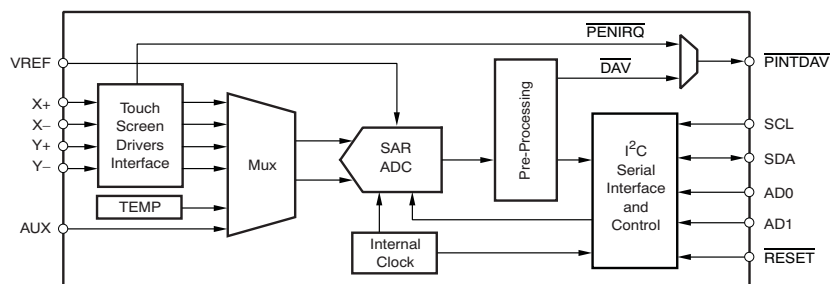 PENIRQ
VREF
DAV
PINTDAV
X+
X–
Y+
Y–
Touch
Screen
Drivers
Interface
Mux
SAR
ADC
Pre-Processing
I²C
Serial
Interface
and
Control
SCL
SDA
AD0
AD1
RESET
TEMP
AUX
Internal
Clock